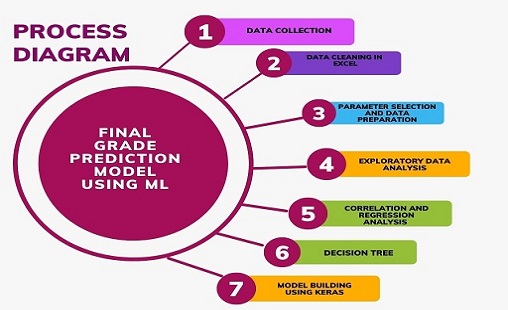 PROCESS
DIAGRAM
FINAL
GRADE
PREDICTION
MODEL
USING ML
1
DATA COLLECTION
2
DATA CLEANING IN
EXCEL
3
PARAMETER SELECTION
AND DATA
PREPARATION
4
EXPLORATORY DATA
ANALYSIS
5
CORRELATION AND
REGRESSION
ANALYSIS
6
DECISION TREE
7
MODEL BUILDING
USING KERAS